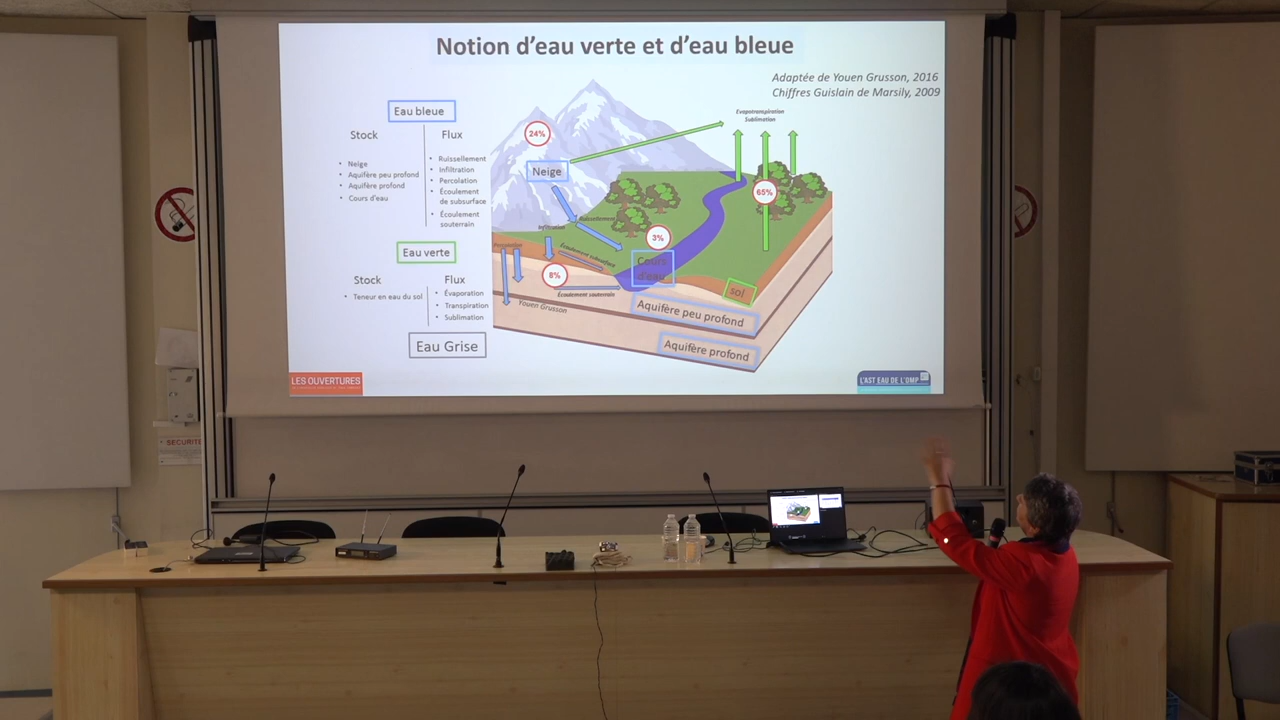 Notion d'eau verte et d'eau bleue
Adaptée de Youen Grusson, 2016
Chiffres Guislain de Marsily, 2009
Eau bleue
Stock
Flux
• Neige
• Aquifère peu profond
• Aquifère profond
• Cours d'eau
• Ruissellement
• Infiltration
• Percolation
• Écoulement
de subsurface
• Écoulement
souterrain
Eau verte
Stock
Flux
• Teneur en eau du sol
• Évaporation
• Transpiration
• Sublimation
Eau Grise
Evapotranspiration
Sublimation
24%
Neige
65%
Ruissellement
Infiltration
3%
Percolation
Écoulement subsurface
Cours
d'eau
8%
Écoulement souterrain
sol
Youen Grusson
Aquifère peu profond
Aquifère profond
LES OUVERTURES
L'AST EAU DE L'OMP
SECURITE